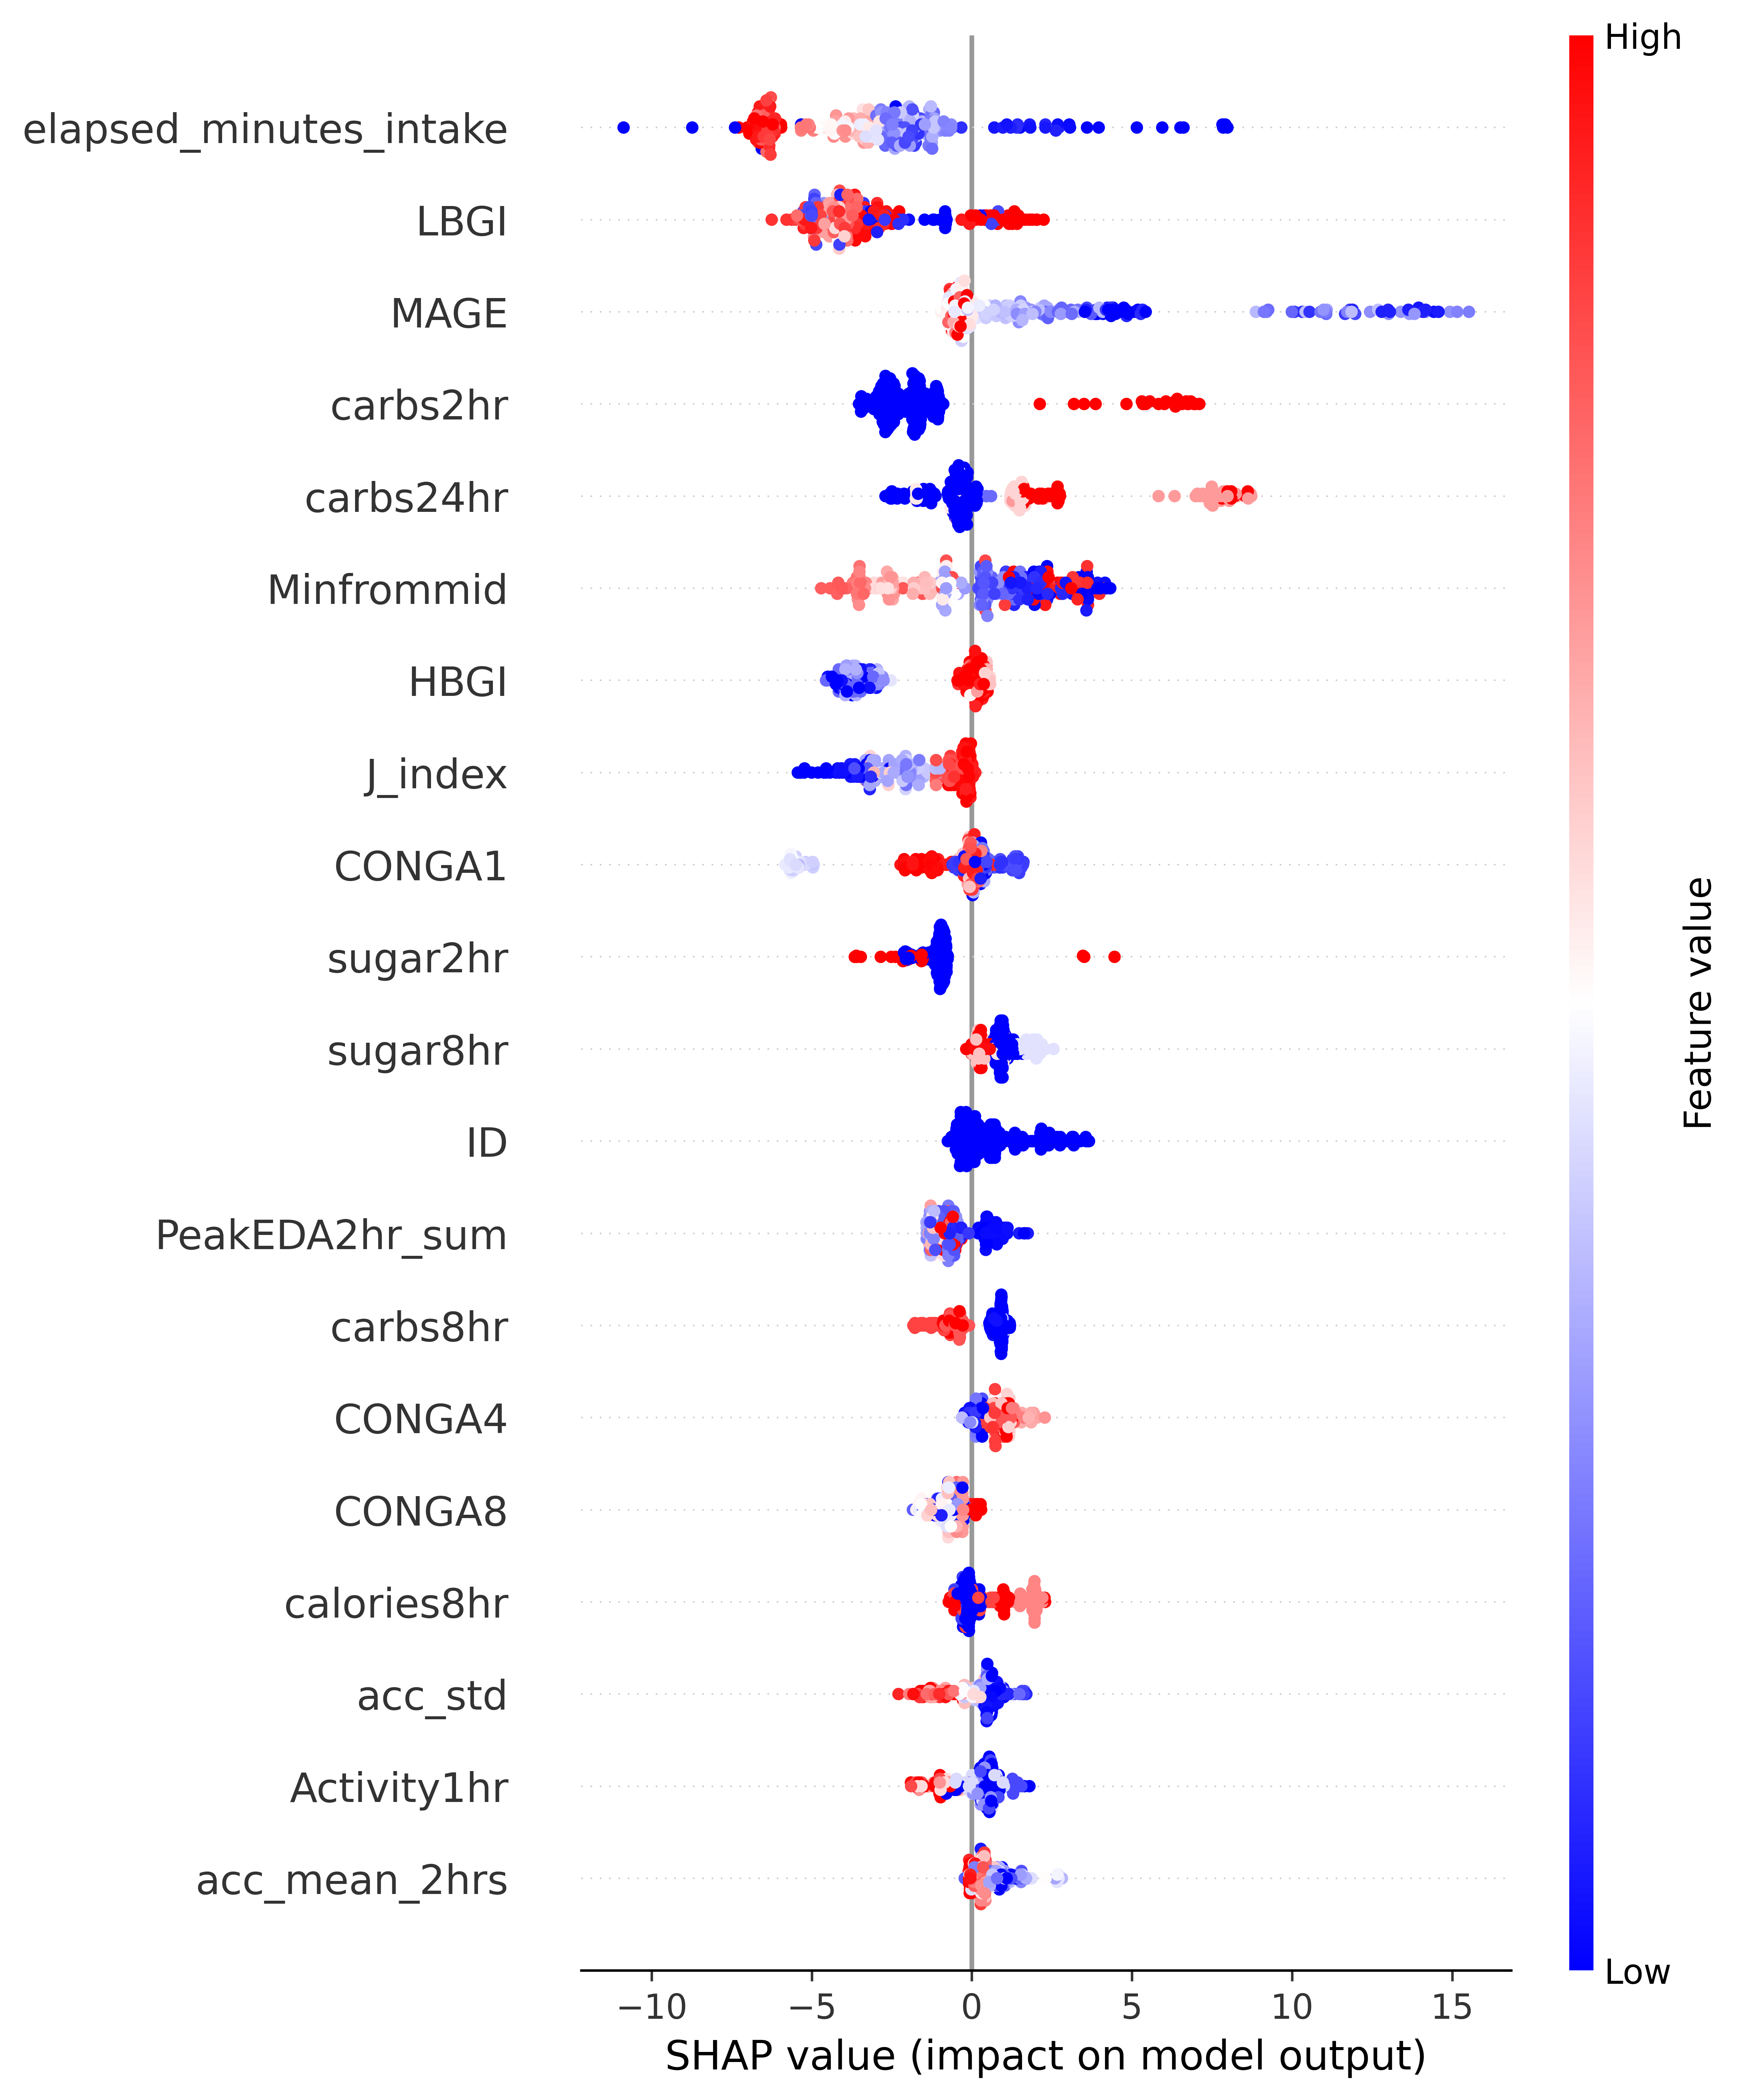 High
elapsed_minutes_intake
LBGI
MAGE
carbs2hr
carbs24hr
Minfrommid
HBGI
J_index
CONGA1
sugar2hr
sugar8hr
ID
PeakEDA2hr_sum
carbs8hr
CONGA4
CONGA8
calories8hr
acc_std
Activity1hr
acc_mean_2hrs
Feature value
Low
−10 −5 0 5 10 15
SHAP value (impact on model output)